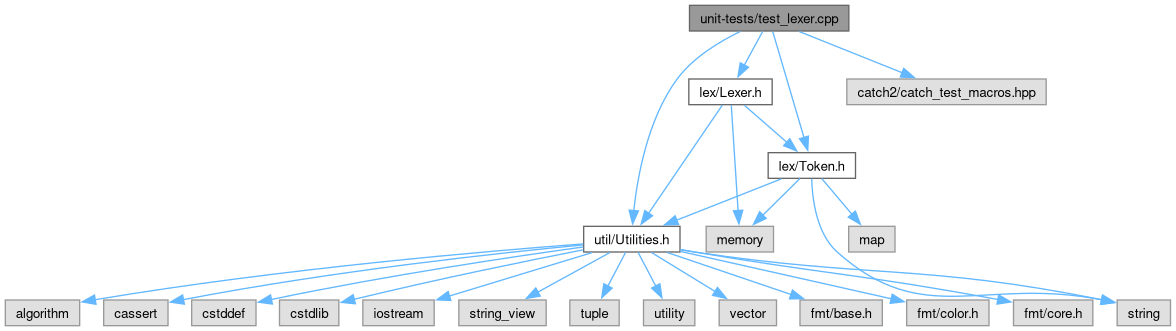 unit-tests/test_lexer.cpp
lex/Lexer.h
catch2/catch_test_macros.hpp
lex/Token.h
util/Utilities.h
memory
map
algorithm
cassert
cstddef
cstdlib
iostream
string_view
tuple
utility
vector
fmt/base.h
fmt/color.h
fmt/core.h
string